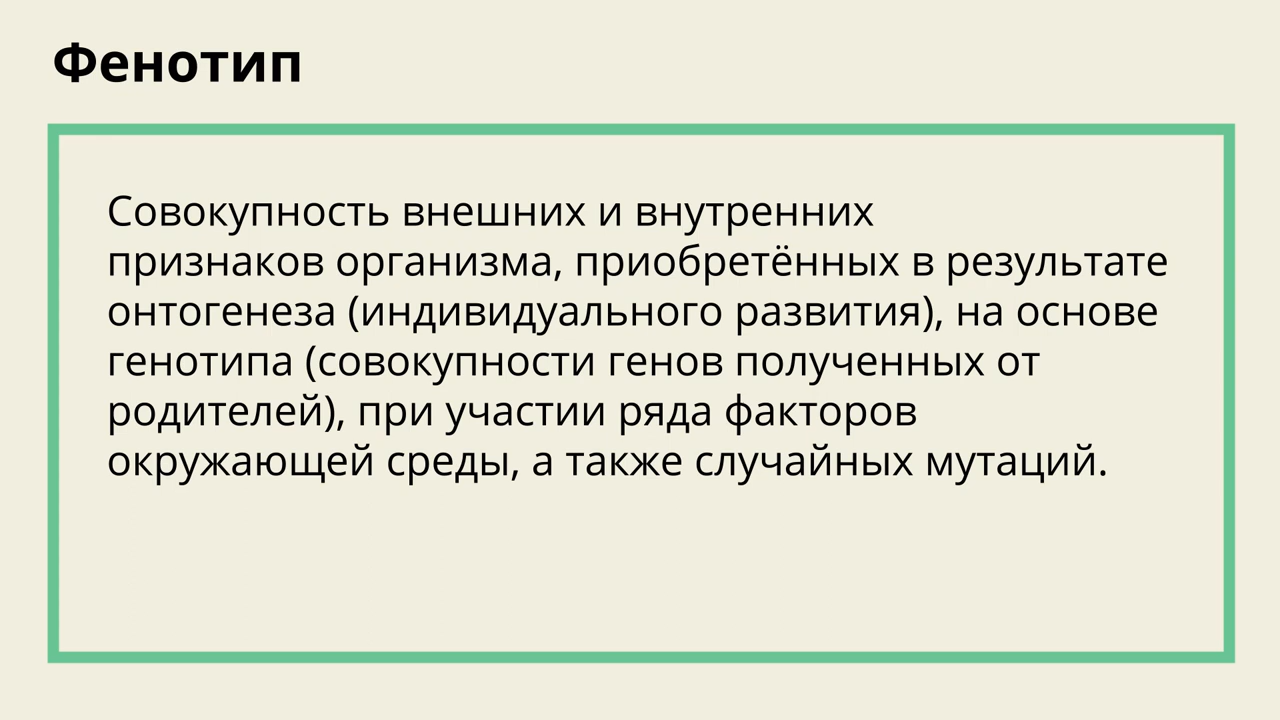 Фенотип
Совокупность внешних и внутренних
признаков организма, приобретённых в результате
онтогенеза (индивидуального развития), на основе
генотипа (совокупности генов полученных от
родителей), при участии ряда факторов
окружающей среды, а также случайных мутаций.